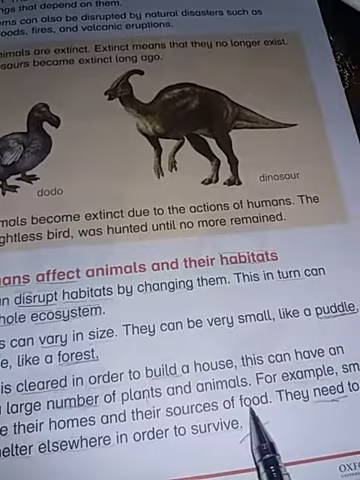 ngs that depend on them.
ems can also be disrupted by natural disasters such as
oods, fires, and volcanic eruptions.
nimals are extinct. Extinct means that they no longer exist.
saurs became extinct long ago.
dodo
dinosaur
mals become extinct due to the actions of humans. The
ghtless bird, was hunted until no more remained.
ans affect animals and their habitats
n disrupt habitats by changing them. This in turn can
hole ecosystem.
s can vary in size. They can be very small, like a puddle,
e, like a forest.
is cleared in order to build a house, this can have an
large number of plants and animals. For example, sm
e their homes and their sources of food. They need to
helter elsewhere in order to survive.
OXF